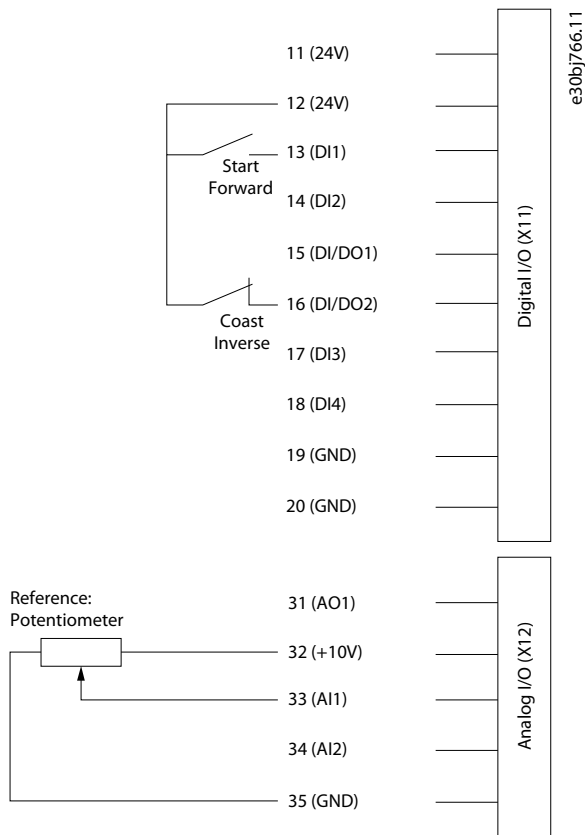 e30bj766.11
11 (24V)
12 (24V)
13 (DI1)
Start
Forward
14 (DI2)
15 (DI/DO1)
16 (DI/DO2)
Coast
Inverse
17 (DI3)
18 (DI4)
19 (GND)
20 (GND)
Digital I/O (X11)
Reference:
Potentiometer
31 (AO1)
32 (+10V)
33 (AI1)
34 (AI2)
35 (GND)
Analog I/O (X12)